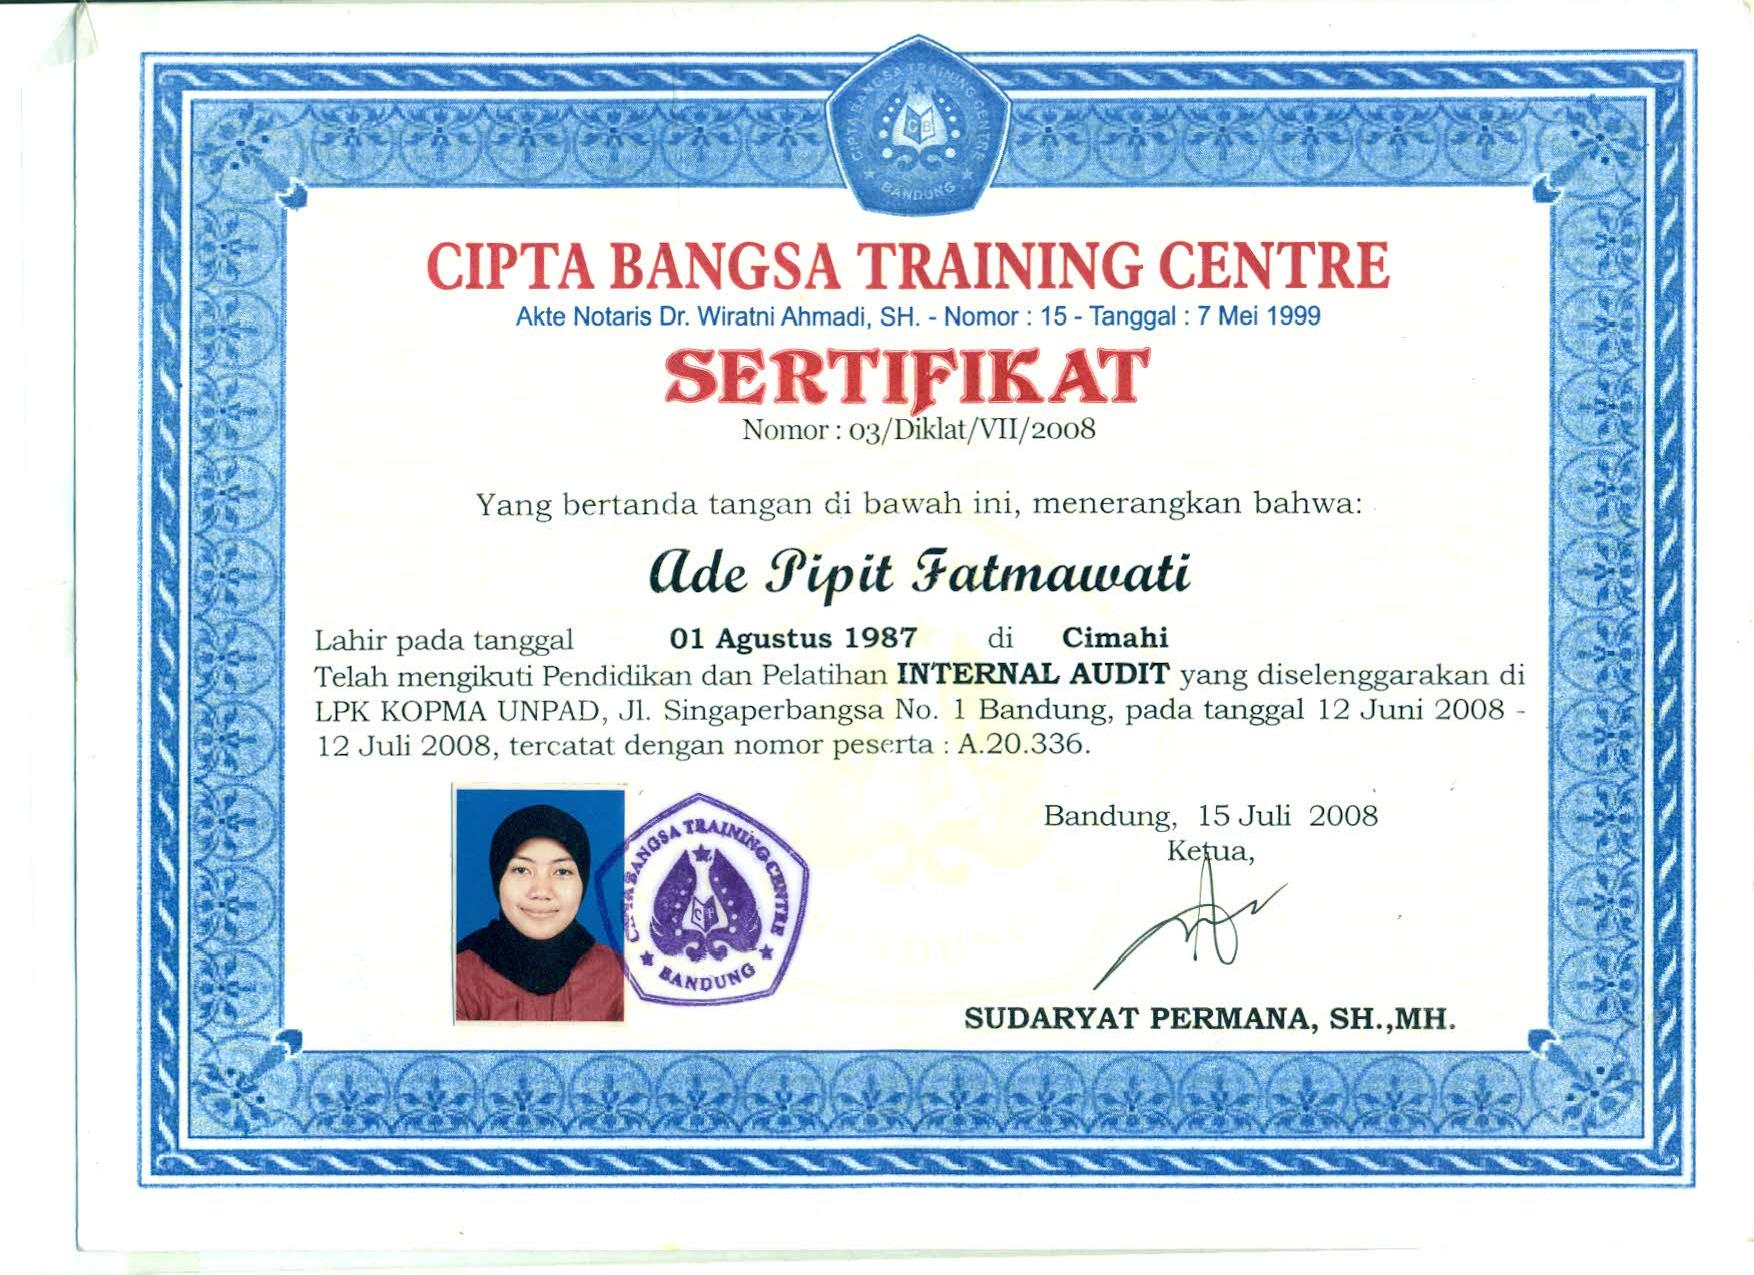 CIPTA BANGSA TRAINING CENTRE
BANDUNG
CB
CIPTA BANGSA TRAINING CENTRE
Akte Notaris Dr. Wiratni Ahmadi, SH. - Nomor : 15 - Tanggal : 7 Mei 1999
SERTIFIKAT
Nomor : 03/Diklat/VII/2008
Yang bertanda tangan di bawah ini, menerangkan bahwa:
Ade Pipit Fatmawati
Lahir pada tanggal 01 Agustus 1987 di Cimahi
Telah mengikuti Pendidikan dan Pelatihan INTERNAL AUDIT yang diselenggarakan di
LPK KOPMA UNPAD, Jl. Singaperbangsa No. 1 Bandung, pada tanggal 12 Juni 2008 -
12 Juli 2008, tercatat dengan nomor peserta : A.20.336.
CIPTA BANGSA TRAINING CENTRE
BANDUNG
Bandung, 15 Juli 2008
Ketua,
SUDARYAT PERMANA, SH.,MH.